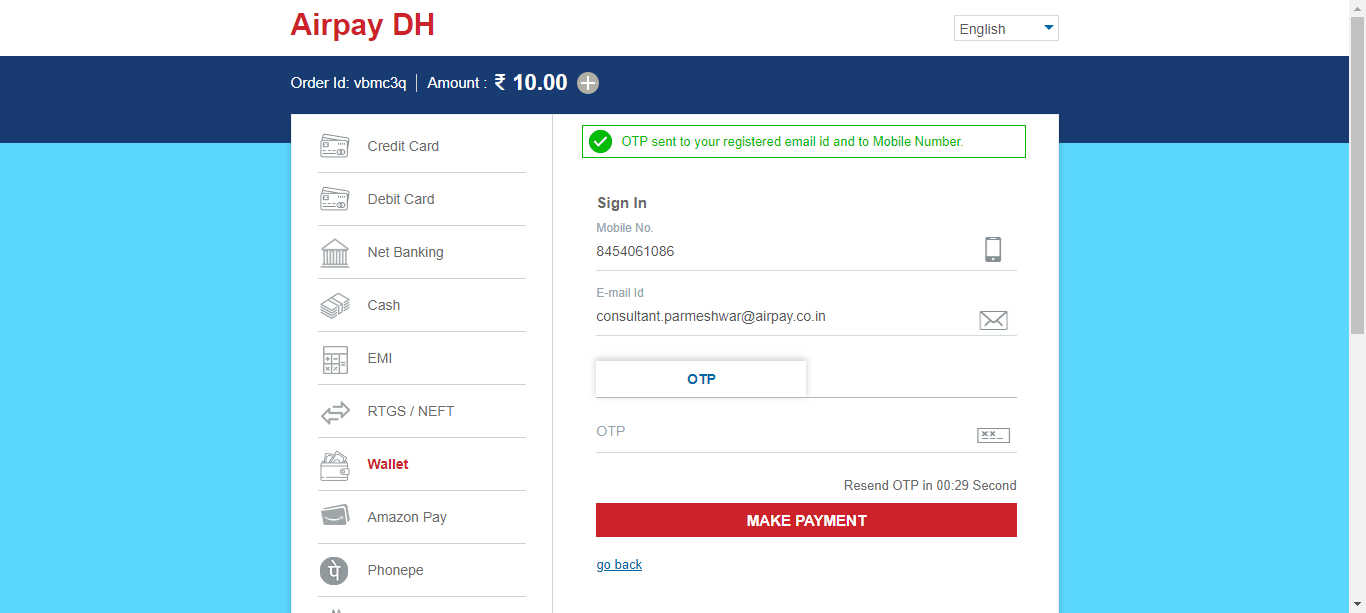 Airpay DH
English
Order Id: vbmc3q
Amount : ₹ 10.00
Credit Card
Debit Card
Net Banking
Cash
EMI
RTGS / NEFT
Wallet
Amazon Pay
Phonepe
OTP sent to your registered email id and to Mobile Number.
Sign In
Mobile No.
8454061086
E-mail Id
consultant.parmeshwar@airpay.co.in
OTP
OTP
Resend OTP in 00:29 Second
MAKE PAYMENT
go back